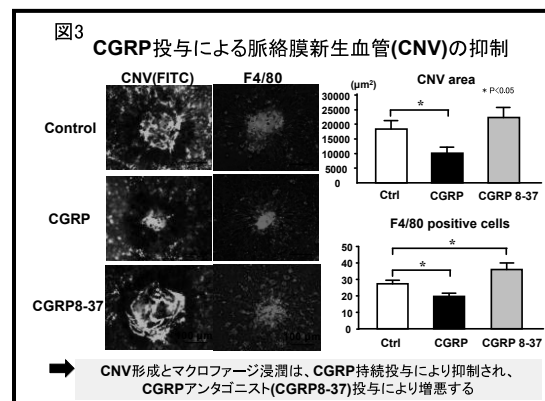 図3
CGRP投与による脈絡膜新生血管(CNV)の抑制
CNV(FITC)
F4/80
Control
CGRP
CGRP8-37
100 μm
CNV area
(μm²)
* P<0.05
30000
25000
20000
15000
10000
5000
0
*
Ctrl
CGRP
CGRP 8-37
F4/80 positive cells
50
40
30
20
10
0
*
*
Ctrl
CGRP
CGRP 8-37
CNV形成とマクロファージ浸潤は、CGRP持続投与により抑制され、
CGRPアンタゴニスト(CGRP8-37)投与により増悪する